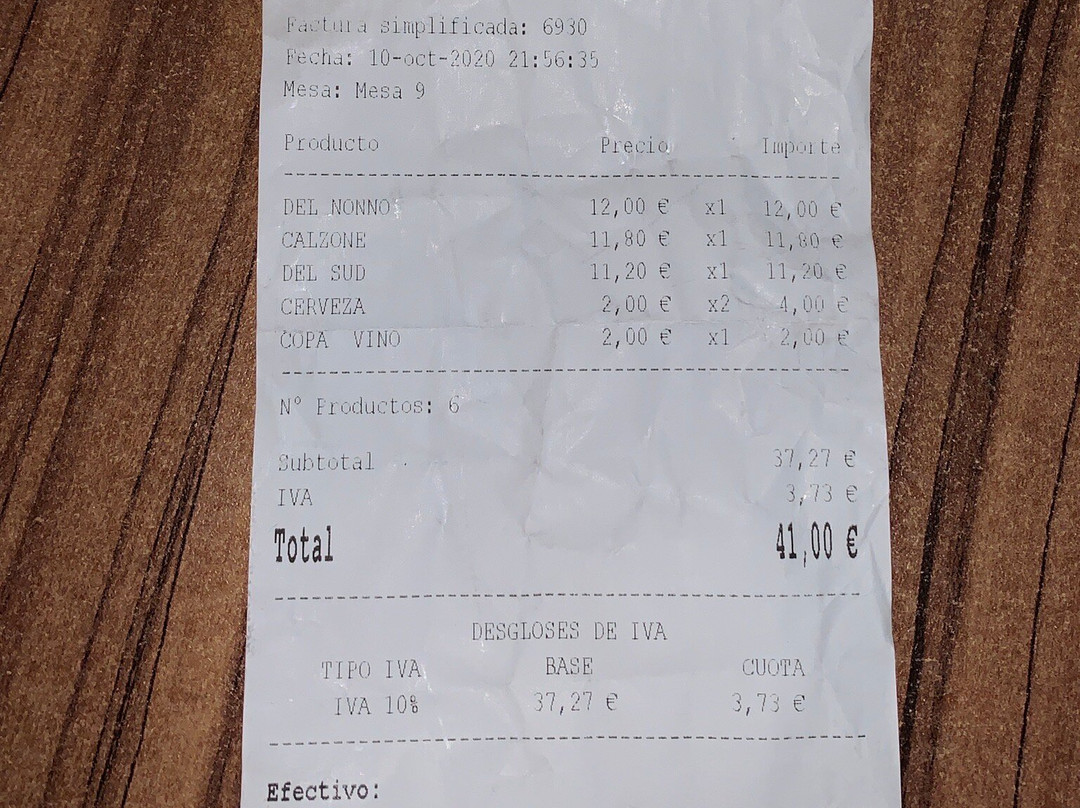 Factura simplificada: 6930
Fecha: 10-oct-2020 21:56:35
Mesa: Mesa 9
Producto Precio Importe
DEL NONNO 12,00 € x1 12,00 €
CALZONE 11,80 € x1 11,80 €
DEL SUD 11,20 € x1 11,20 €
CERVEZA 2,00 € x2 4,00 €
COPA VINO 2,00 € x1 2,00 €
Nº Productos: 6
Subtotal 37,27 €
IVA 3,73 €
Total 41,00 €
DESGLOSES DE IVA
TIPO IVA BASE CUOTA
IVA 10% 37,27 € 3,73 €
Efectivo: